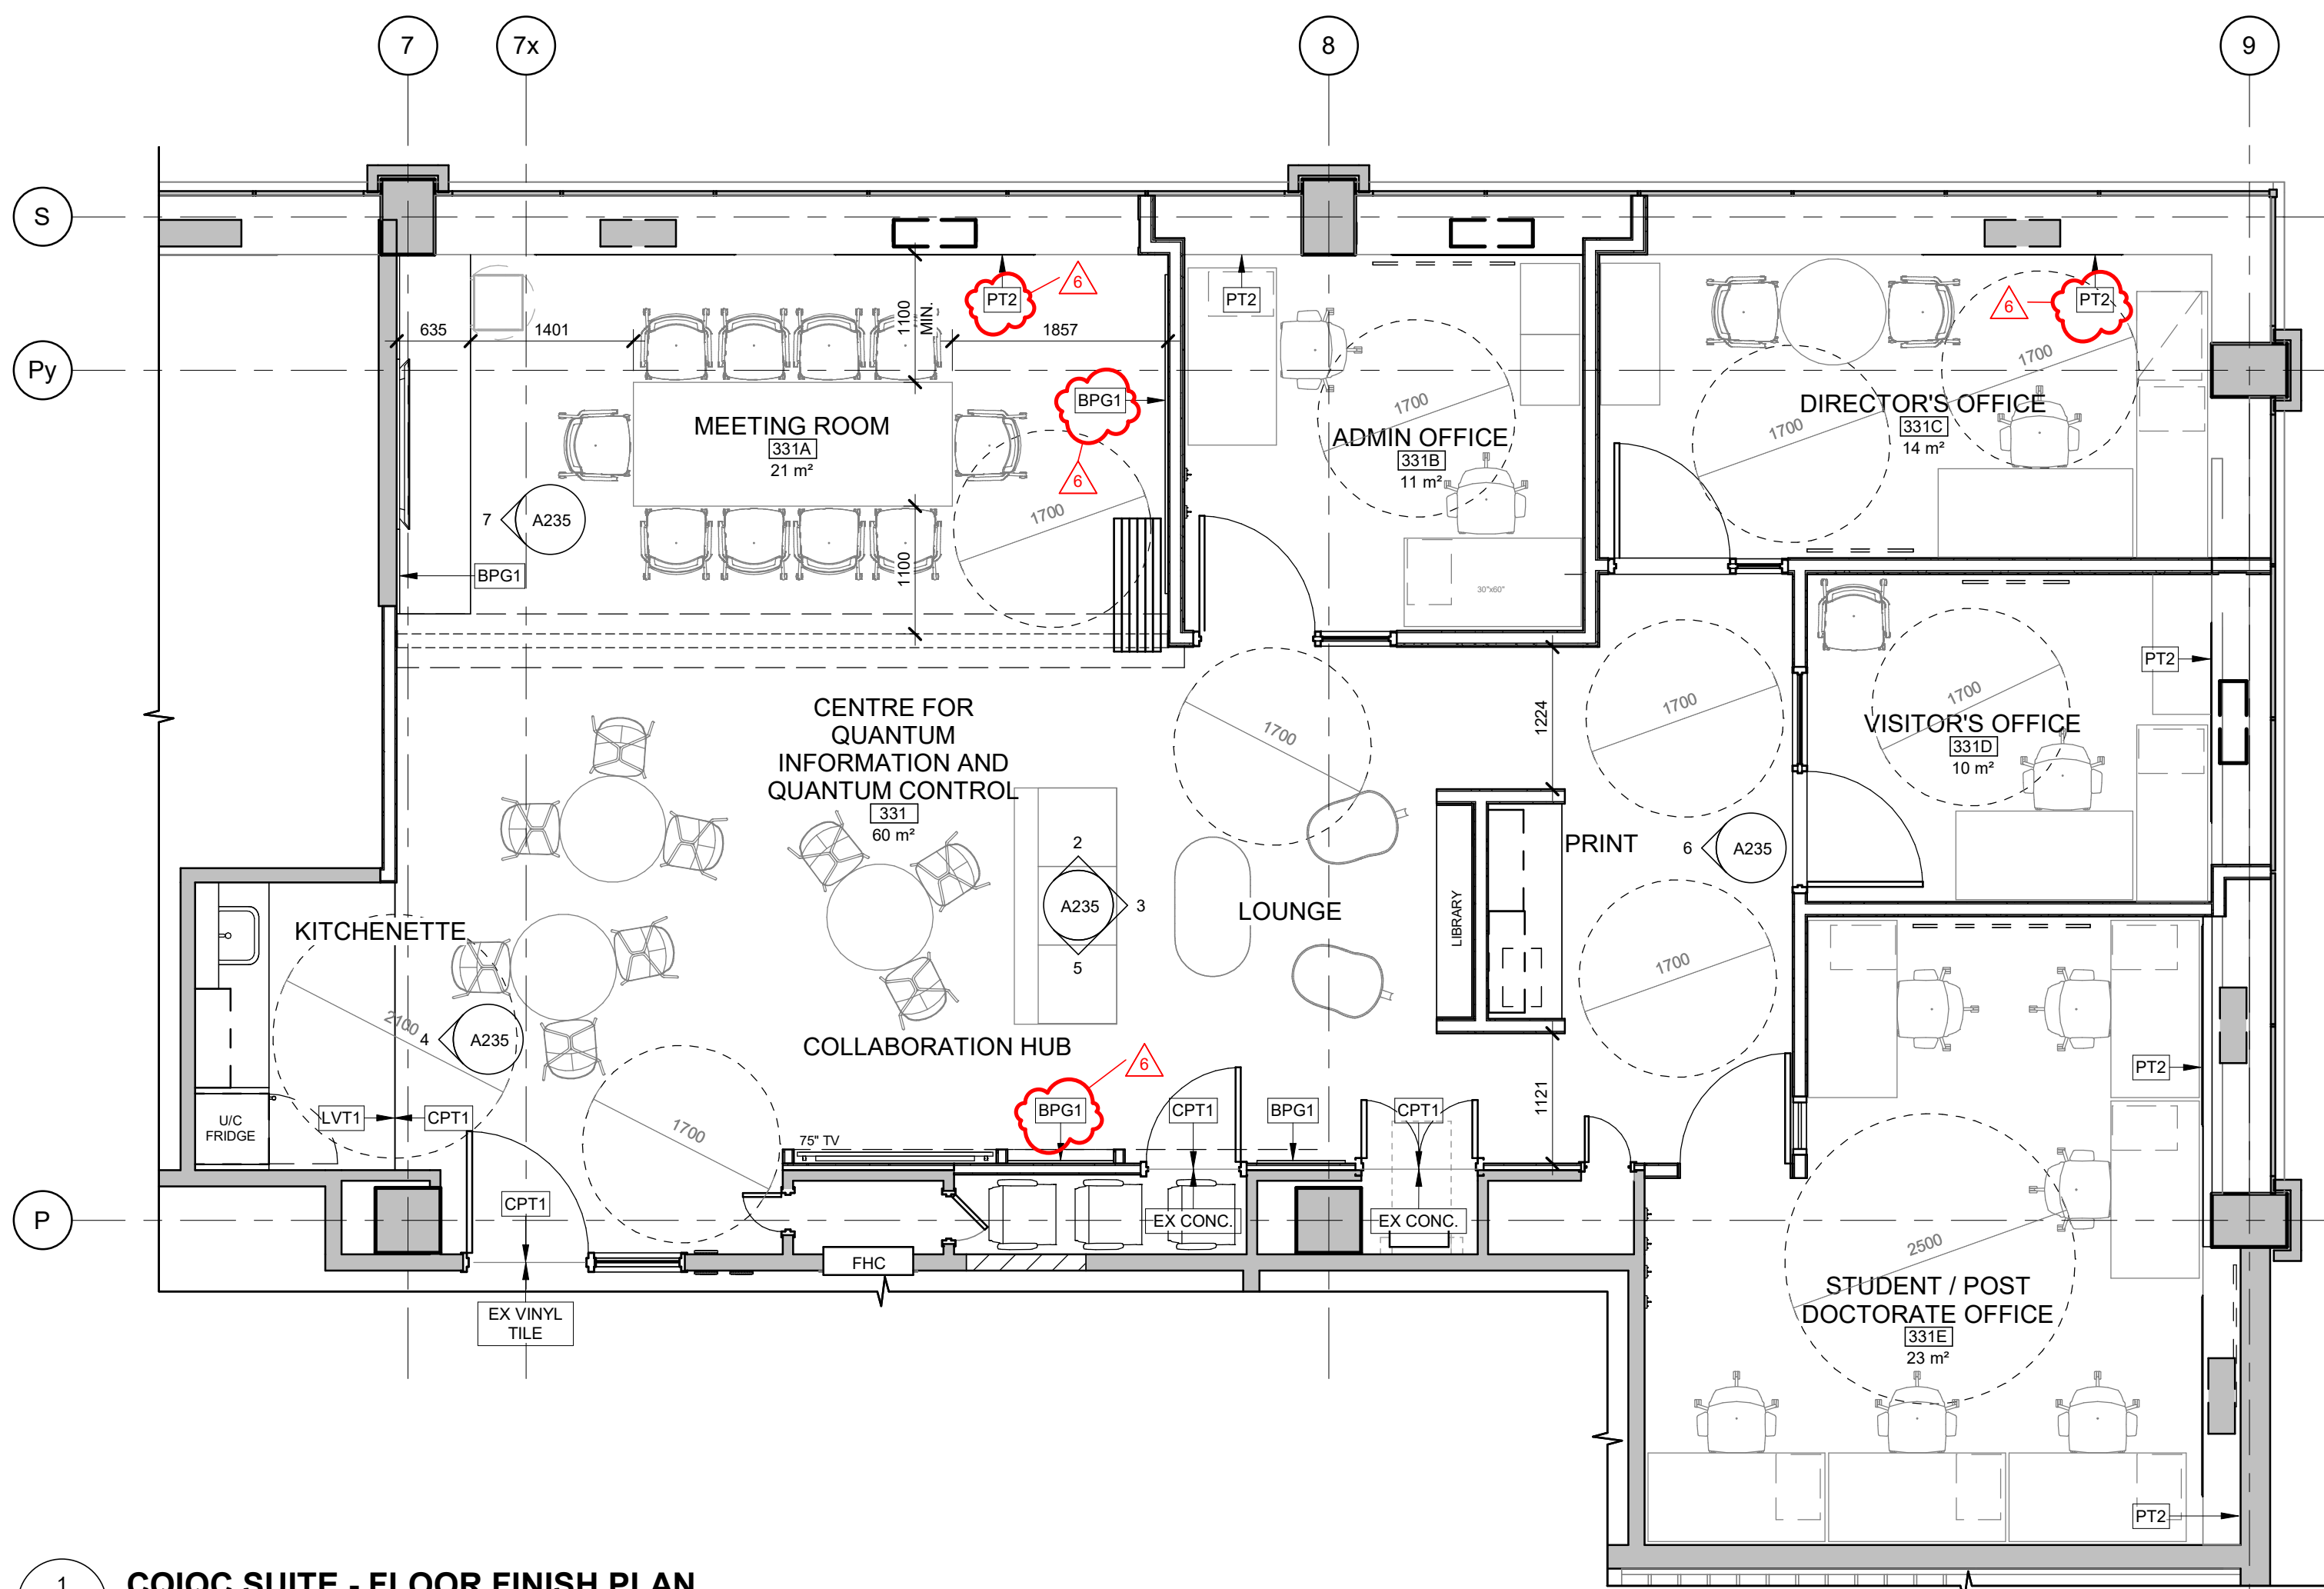 7
7x
8
9
S
Py
P
PT2
6
PT2
6
PT2
635
1401
1100
MIN.
1857
1700
1700
1700
BPG1
6
MEETING ROOM
331A
21 m²
ADMIN OFFICE
331B
11 m²
DIRECTOR'S OFFICE
331C
14 m²
7
A235
1700
1100
BPG1
30"x60"
CENTRE FOR
QUANTUM
INFORMATION AND
QUANTUM CONTROL
331
60 m²
1700
1224
1700
1700
PT2
VISITOR'S OFFICE
331D
10 m²
2
A235
3
5
PRINT
6
A235
KITCHENETTE
LOUNGE
LIBRARY
2100
4
A235
COLLABORATION HUB
6
1700
PT2
U/C
FRIDGE
LVT1
CPT1
1700
75" TV
BPG1
CPT1
BPG1
CPT1
1121
CPT1
EX CONC.
EX CONC.
FHC
EX VINYL
TILE
2500
STUDENT / POST
DOCTORATE OFFICE
331E
23 m²
PT2
1
CQIQC SUITE - FLOOR FINISH PLAN